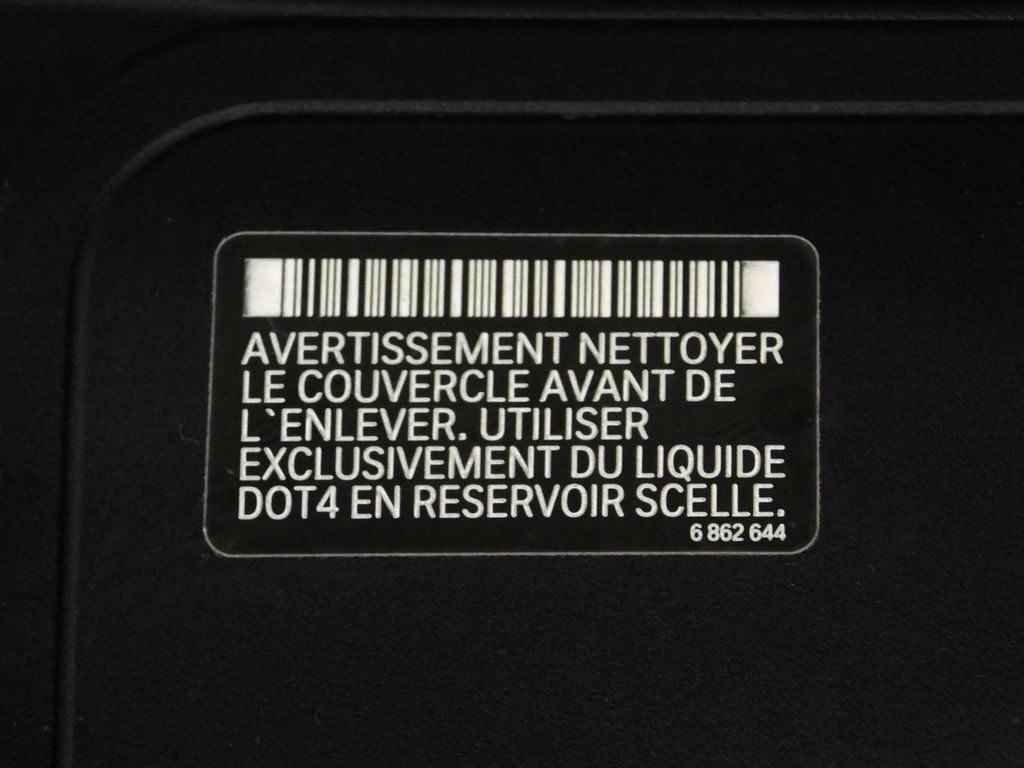 AVERTISSEMENT NETTOYER
LE COUVERCLE AVANT DE
L`ENLEVER. UTILISER
EXCLUSIVEMENT DU LIQUIDE
DOT4 EN RESERVOIR SCELLE.
6 862 644